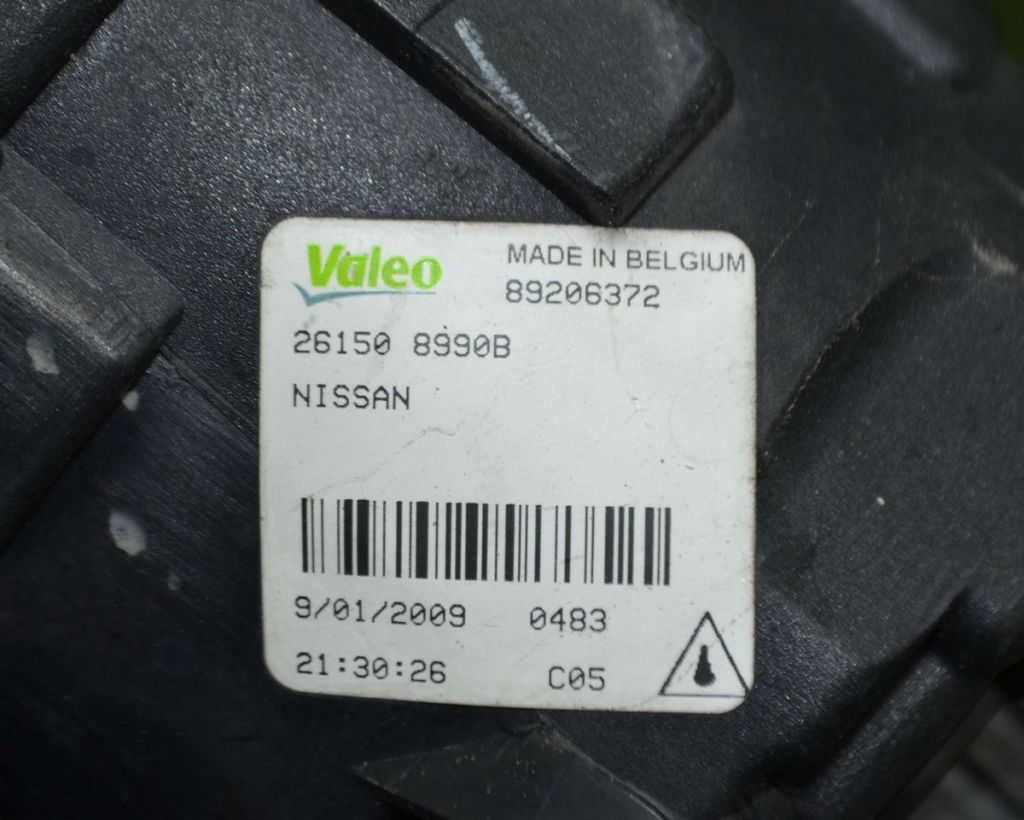 Valeo
MADE IN BELGIUM
89206372
26150 8990B
NISSAN
9/01/2009 0483
21:30:26 C05